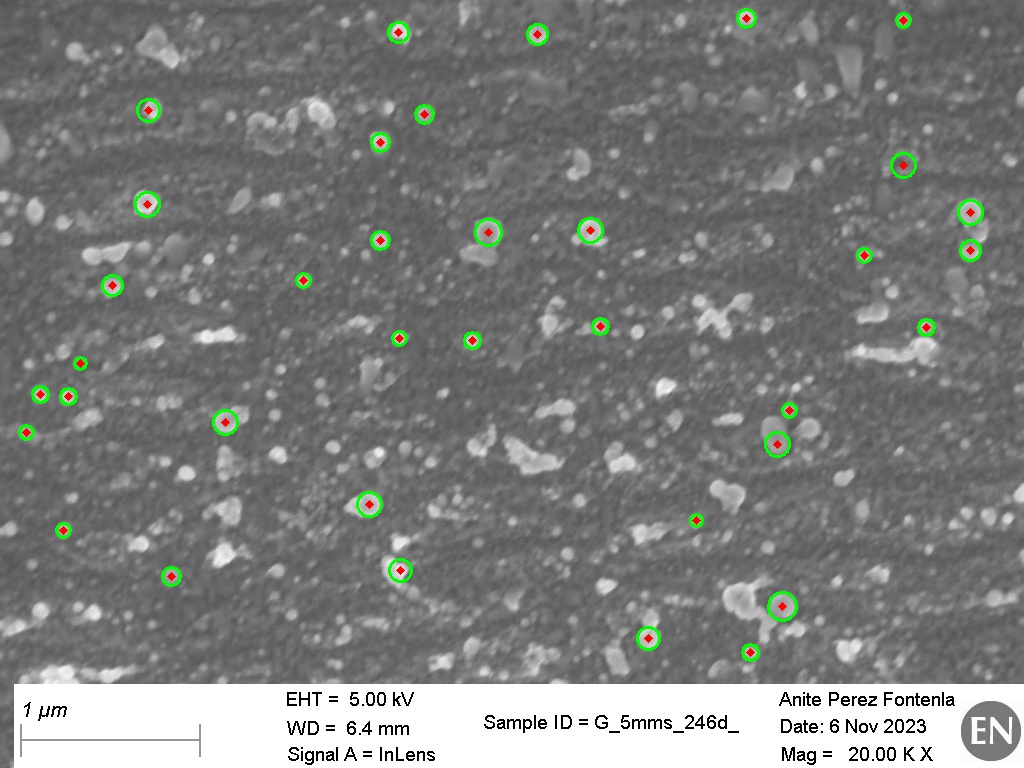 1 µm
EHT = 5.00 kV
WD = 6.4 mm
Signal A = InLens
Sample ID = G_5mms_246d_
Anite Perez Fontenla
Date: 6 Nov 2023
Mag = 20.00 K X
EN